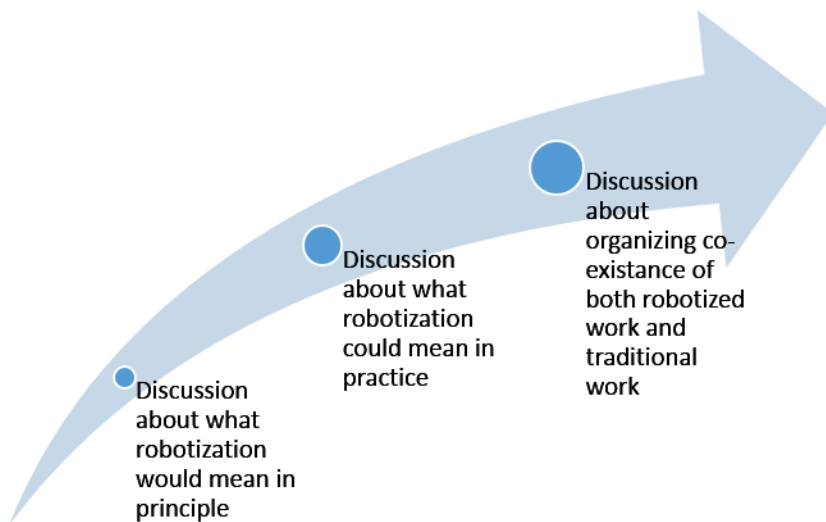 Discussion
about what
robotization
would mean in
principle
Discussion
about what
robotization
could mean in
practice
Discussion
about
organizing co-
existance of
both robotized
work and
traditional
work